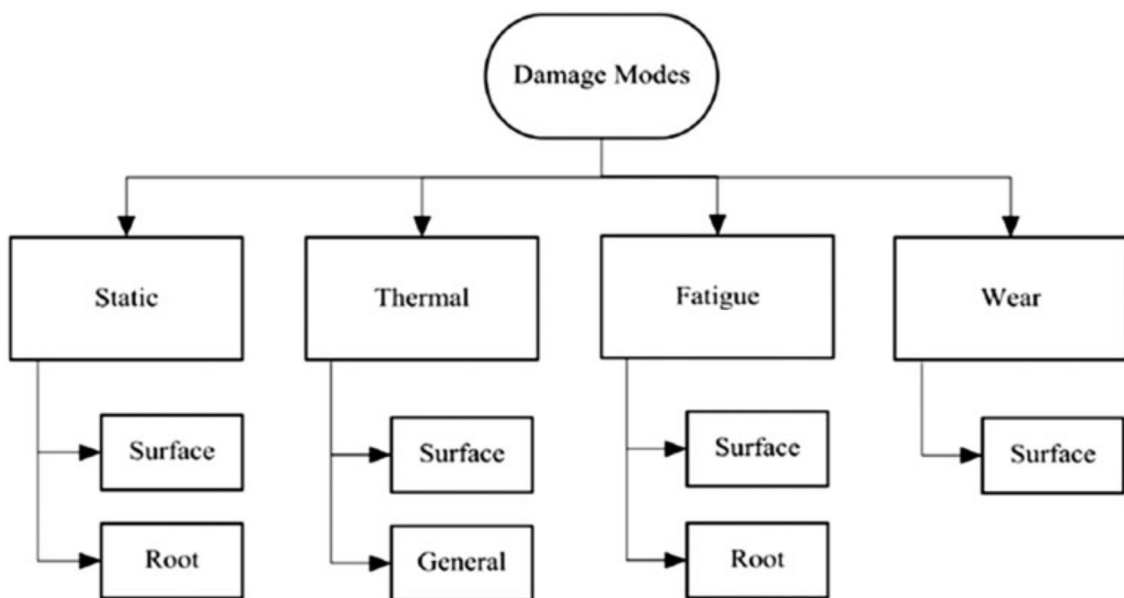 Damage Modes
Static
Thermal
Fatigue
Wear
Surface
Surface
Surface
Surface
Root
General
Root